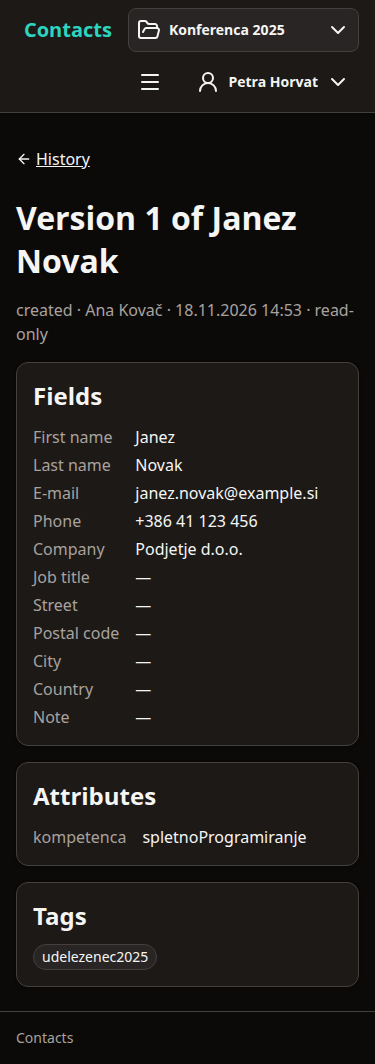 Contacts
Konferenca 2025
Petra Horvat
← History
Version 1 of Janez
Novak
created · Ana Kovač · 18.11.2026 14:53 · read-
only
Fields
First name Janez
Last name Novak
E-mail janez.novak@example.si
Phone +386 41 123 456
Company Podjetje d.o.o.
Job title —
Street —
Postal code —
City —
Country —
Note —
Attributes
kompetenca spletnoProgramiranje
Tags
udelezenec2025
Contacts